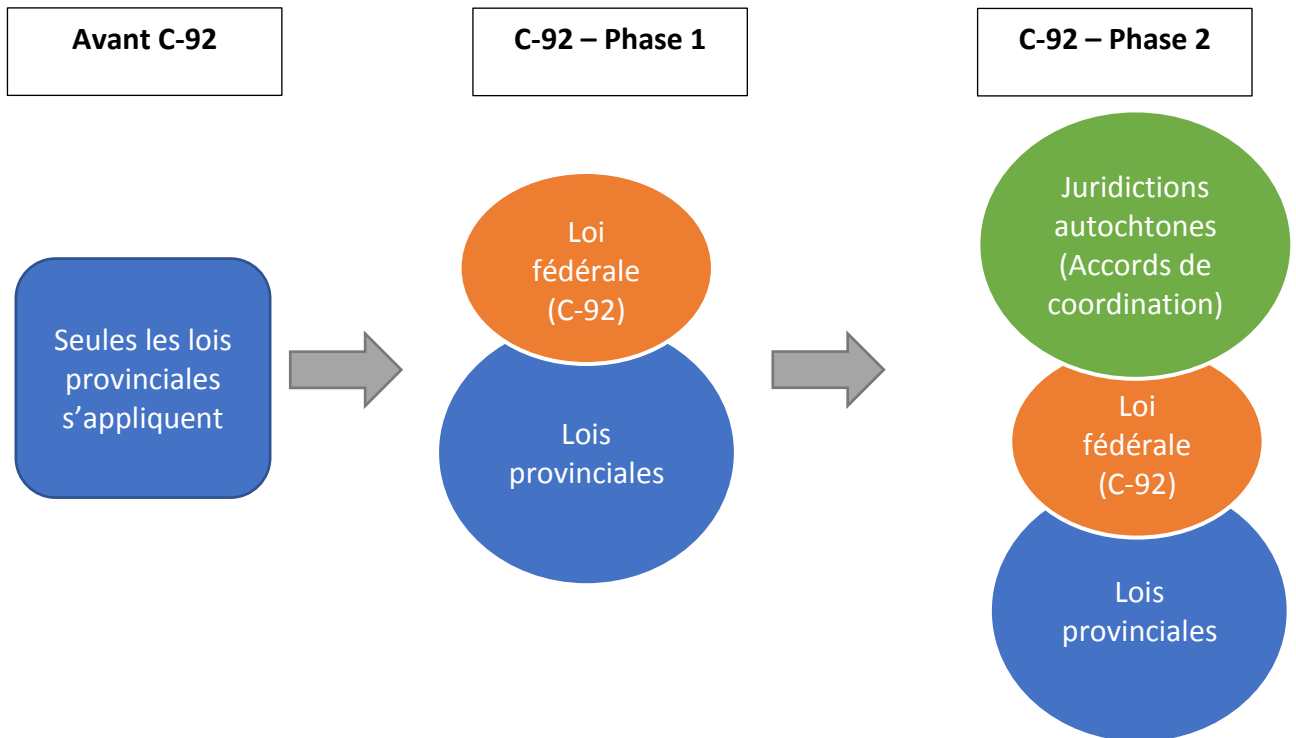 Avant C-92
C-92 – Phase 1
C-92 – Phase 2
Seules les lois
provinciales
s’appliquent
Loi
fédérale
(C-92)
Lois
provinciales
Juridictions
autochtones
(Accords de
coordination)
Loi
fédérale
(C-92)
Lois
provinciales